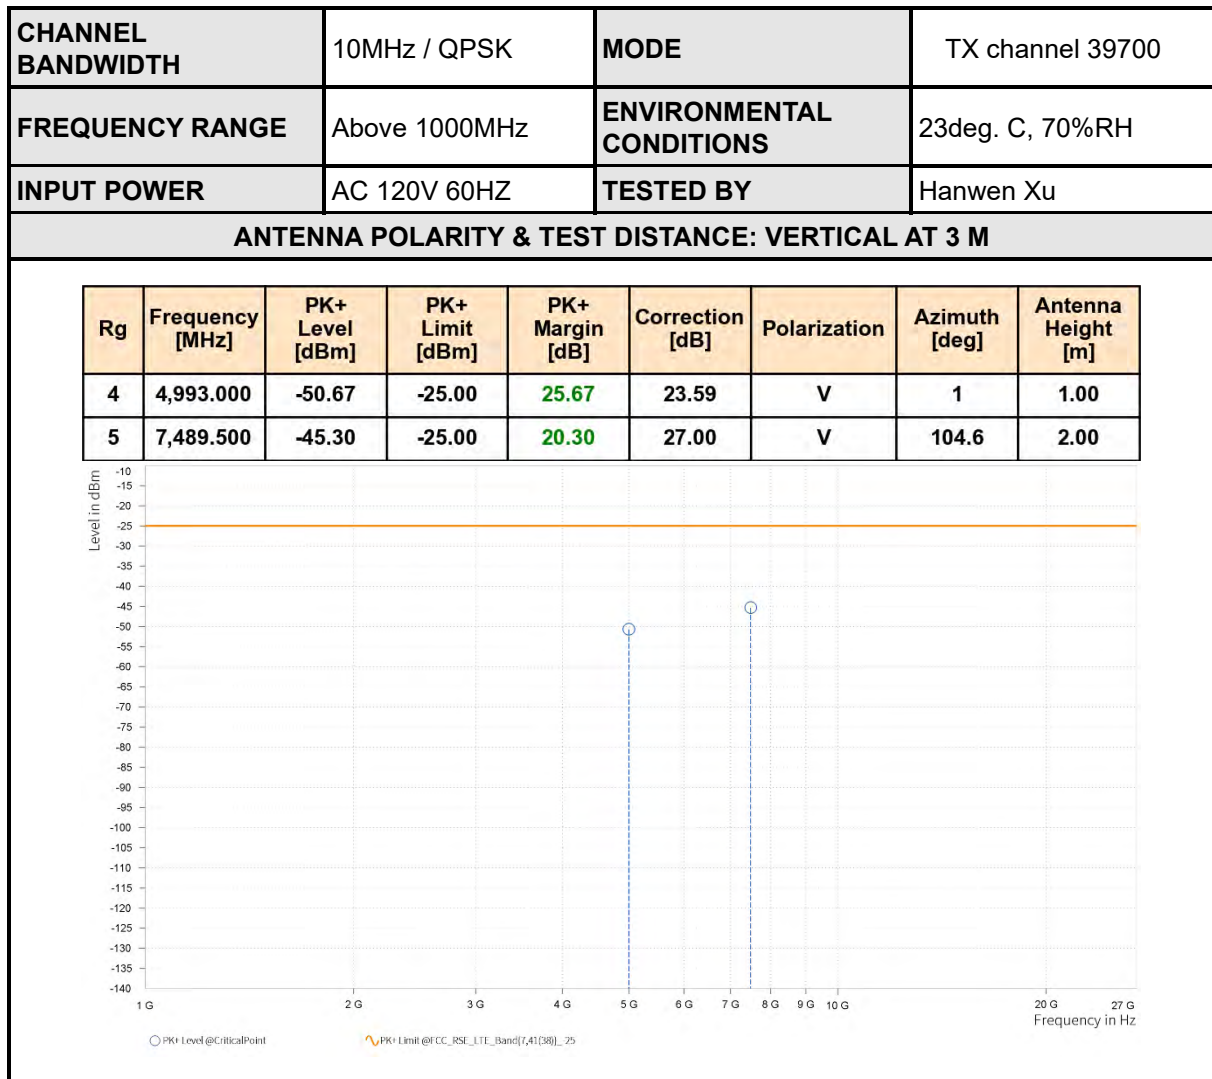 CHANNEL BANDWIDTH 10MHz / QPSK MODE TX channel 39700
FREQUENCY RANGE Above 1000MHz ENVIRONMENTAL CONDITIONS 23deg. C, 70%RH
INPUT POWER AC 120V 60HZ TESTED BY Hanwen Xu
ANTENNA POLARITY & TEST DISTANCE: VERTICAL AT 3 M
Rg Frequency [MHz] PK+ Level [dBm] PK+ Limit [dBm] PK+ Margin [dB] Correction [dB] Polarization Azimuth [deg] Antenna Height [m]
4 4,993.000 -50.67 -25.00 25.67 23.59 V 1 1.00
5 7,489.500 -45.30 -25.00 20.30 27.00 V 104.6 2.00
Level in dBm
-10
-15
-20
-25
-30
-35
-40
-45
-50
-55
-60
-65
-70
-75
-80
-85
-90
-95
-100
-105
-110
-115
-120
-125
-130
-135
-140
1 G 2 G 3 G 4 G 5 G 6 G 7 G 8 G 9 G 10 G 20 G 27 G
Frequency in Hz
PK+ Level @CriticalPoint PK+ Limit @FCC_RSE_LTE_Band(7,41(38))_-25